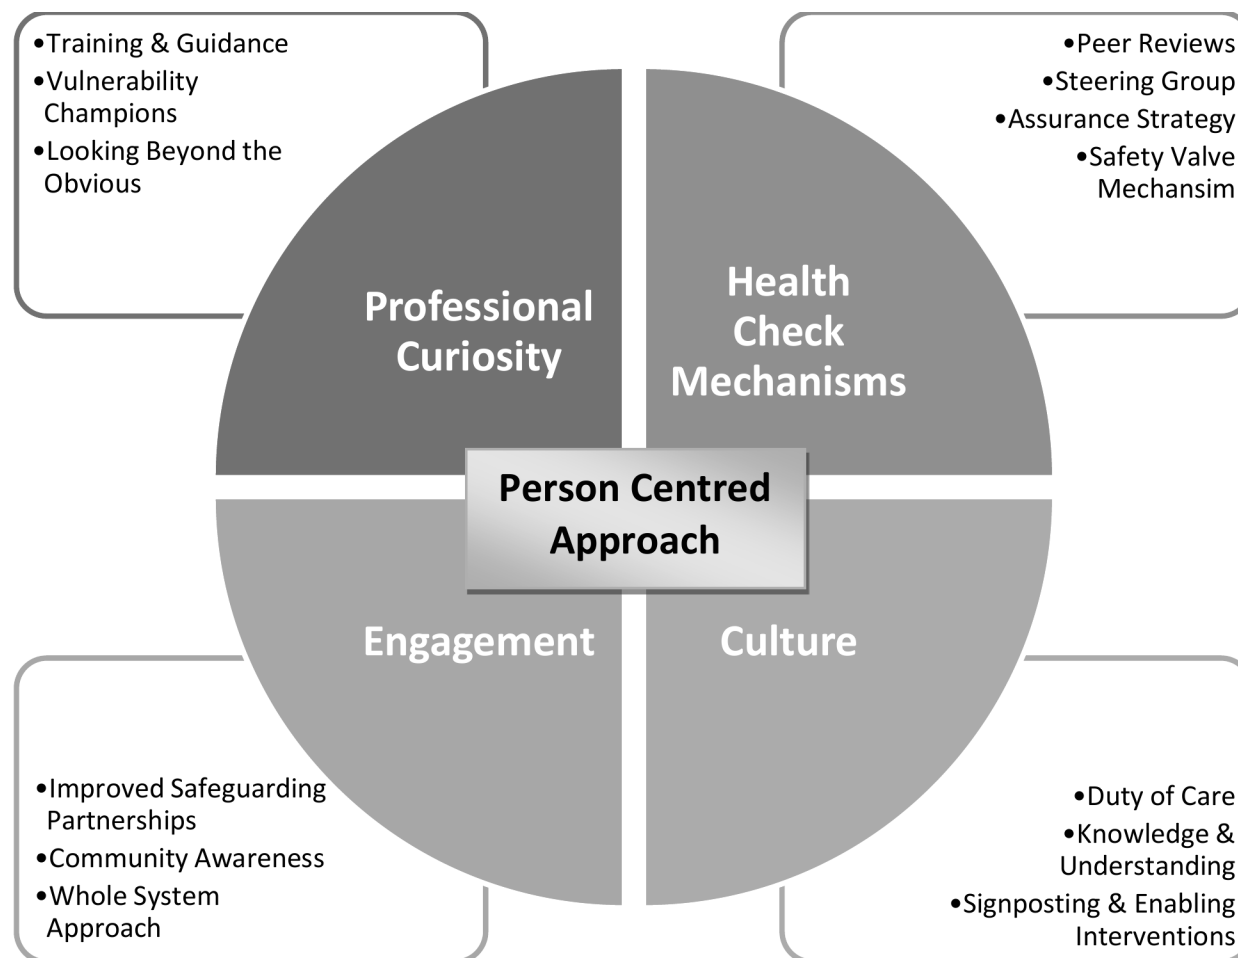 •Training & Guidance
•Vulnerability
Champions
•Looking Beyond the
Obvious
•Peer Reviews
•Steering Group
•Assurance Strategy
•Safety Valve
Mechansim
Professional
Curiosity
Health
Check
Mechanisms
Person Centred
Approach
Engagement
Culture
•Improved Safeguarding
Partnerships
•Community Awareness
•Whole System
Approach
•Duty of Care
•Knowledge &
Understanding
•Signposting & Enabling
Interventions